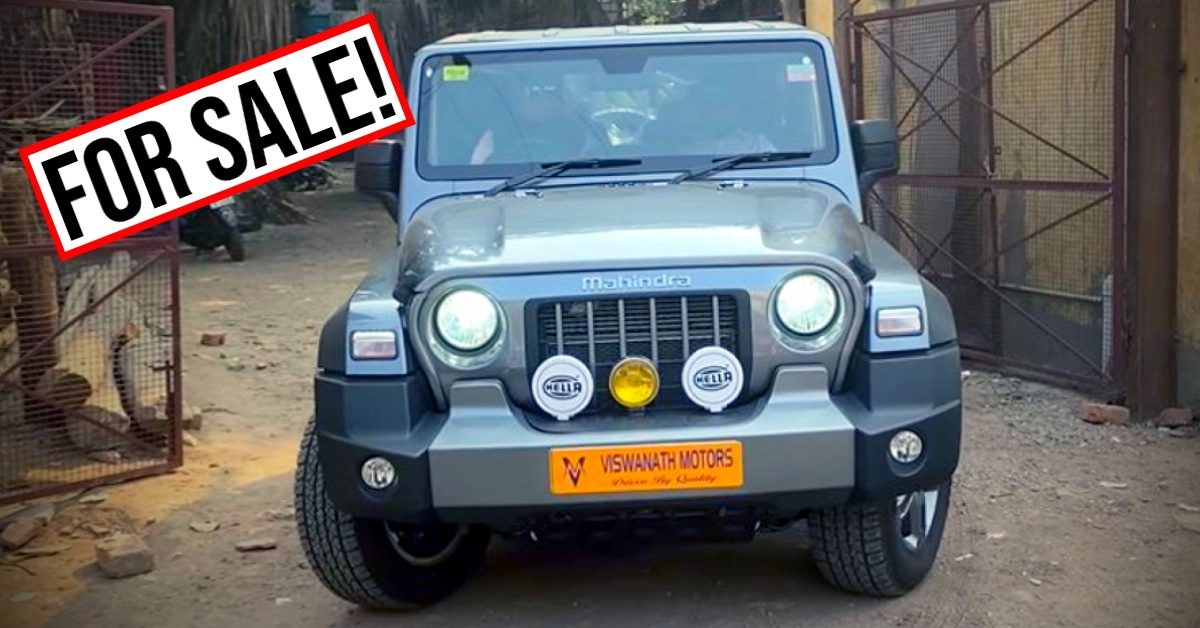 FOR SALE!
Mahindra
HELLA
HELLA
VISWANATH MOTORS
Driven By Quality